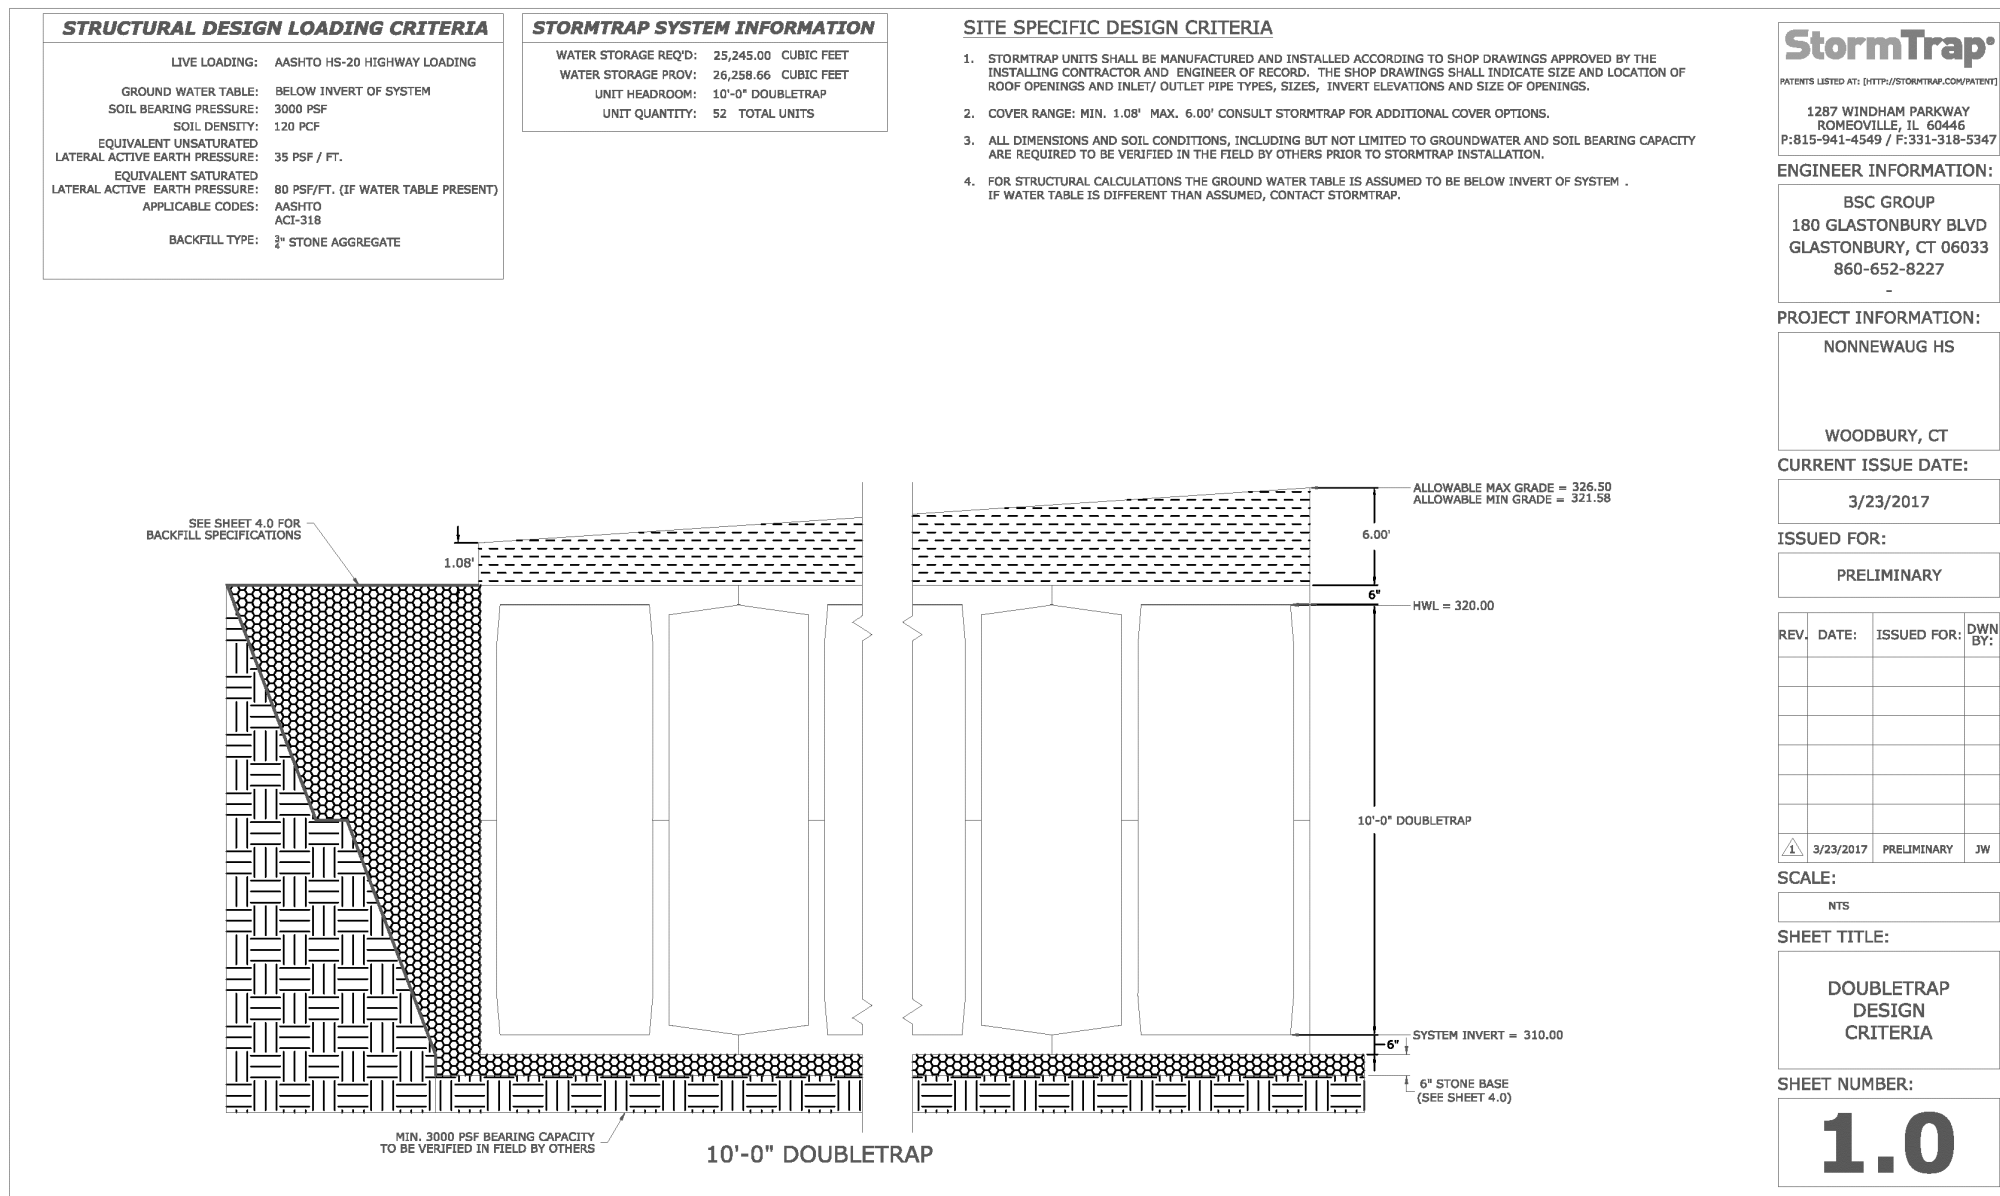 STRUCTURAL DESIGN LOADING CRITERIA
LIVE LOADING: AASHTO HS-20 HIGHWAY LOADING
GROUND WATER TABLE: BELOW INVERT OF SYSTEM
SOIL BEARING PRESSURE: 3000 PSF
SOIL DENSITY: 120 PCF
EQUIVALENT UNSATURATED
LATERAL ACTIVE EARTH PRESSURE: 35 PSF / FT.
EQUIVALENT SATURATED
LATERAL ACTIVE EARTH PRESSURE: 80 PSF/FT. (IF WATER TABLE PRESENT)
APPLICABLE CODES: AASHTO
ACI-318
BACKFILL TYPE: 3/4" STONE AGGREGATE
STORMTRAP SYSTEM INFORMATION
WATER STORAGE REQ'D: 25,245.00 CUBIC FEET
WATER STORAGE PROV: 26,258.66 CUBIC FEET
UNIT HEADROOM: 10'-0" DOUBLETRAP
UNIT QUANTITY: 52 TOTAL UNITS
SITE SPECIFIC DESIGN CRITERIA
1. STORMTRAP UNITS SHALL BE MANUFACTURED AND INSTALLED ACCORDING TO SHOP DRAWINGS APPROVED BY THE
INSTALLING CONTRACTOR AND ENGINEER OF RECORD. THE SHOP DRAWINGS SHALL INDICATE SIZE AND LOCATION OF
ROOF OPENINGS AND INLET/ OUTLET PIPE TYPES, SIZES, INVERT ELEVATIONS AND SIZE OF OPENINGS.
2. COVER RANGE: MIN. 1.08' MAX. 6.00' CONSULT STORMTRAP FOR ADDITIONAL COVER OPTIONS.
3. ALL DIMENSIONS AND SOIL CONDITIONS, INCLUDING BUT NOT LIMITED TO GROUNDWATER AND SOIL BEARING CAPACITY
ARE REQUIRED TO BE VERIFIED IN THE FIELD BY OTHERS PRIOR TO STORMTRAP INSTALLATION.
4. FOR STRUCTURAL CALCULATIONS THE GROUND WATER TABLE IS ASSUMED TO BE BELOW INVERT OF SYSTEM .
IF WATER TABLE IS DIFFERENT THAN ASSUMED, CONTACT STORMTRAP.
SEE SHEET 4.0 FOR
BACKFILL SPECIFICATIONS
1.08'
ALLOWABLE MAX GRADE = 326.50
ALLOWABLE MIN GRADE = 321.58
6.00'
6"
HWL = 320.00
10'-0" DOUBLETRAP
SYSTEM INVERT = 310.00
6"
6" STONE BASE
(SEE SHEET 4.0)
MIN. 3000 PSF BEARING CAPACITY
TO BE VERIFIED IN FIELD BY OTHERS
10'-0" DOUBLETRAP
StormTrap®
PATENTS LISTED AT: [HTTP://STORMTRAP.COM/PATENT]
1287 WINDHAM PARKWAY
ROMEOVILLE, IL 60446
P:815-941-4549 / F:331-318-5347
ENGINEER INFORMATION:
BSC GROUP
180 GLASTONBURY BLVD
GLASTONBURY, CT 06033
860-652-8227
-
PROJECT INFORMATION:
NONNEWAUG HS
WOODBURY, CT
CURRENT ISSUE DATE:
3/23/2017
ISSUED FOR:
PRELIMINARY
REV. DATE: ISSUED FOR: DWN BY:
1 3/23/2017 PRELIMINARY JW
SCALE:
NTS
SHEET TITLE:
DOUBLETRAP
DESIGN
CRITERIA
SHEET NUMBER:
1.0